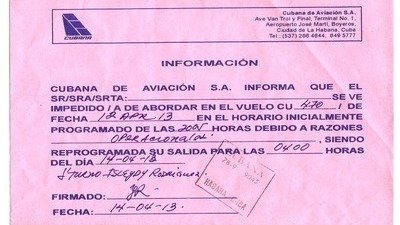 Cubana
Cubana de Aviación S.A.
Ave Van Troi y Final, Terminal No. 1,
Aeropuerto José Martí, Boyeros,
Ciudad de La Habana, Cuba
Tel: (537) 266 4644, 649 5777
INFORMACIÓN
CUBANA DE AVIACIÓN S.A. INFORMA QUE EL
SR/SRA/SRTA: SE VE
IMPEDIDO / A DE ABORDAR EN EL VUELO CU 470 / DE
FECHA 13 APR 13 EN EL HORARIO INICIALMENTE
PROGRAMADO DE LAS 2005 HORAS DEBIDO A RAZONES
OPERACIONALES, SIENDO
REPROGRAMADA SU SALIDA PARA LAS 0400 HORAS
DEL DÍA 14-04-13
HABANA
FIRMADO:
FECHA: 14-04-13.